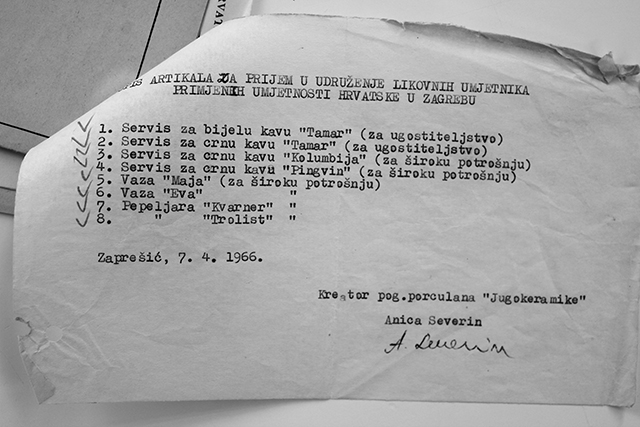 VAL
PIS ARTIKALA ZA PRIJEM U UDRUŽENJE LIKOVNIH UMJETNIKA
PRIMJENIH UMJETNOSTI HRVATSKE U ZAGREBU
1. Servis za bijelu kavu "Tamar" (za ugostiteljstvo)
2. Servis za crnu kavu "Tamar" (za ugostiteljstvo)
3. Servis za crnu kavu "Kolumbija" (za široku potrošnju)
4. Servis za crnu kavu "Pingvin" (za široku potrošnju)
5. Vaza "Maja" (za široku potrošnju)
6. Vaza "Eva" "
7. Pepeljara "Kvarner" "
8. " "Trolist" "
Zaprešić, 7. 4. 1966.
Kreator pog.porculana "Jugokeramike"
Anica Severin
A. Severin